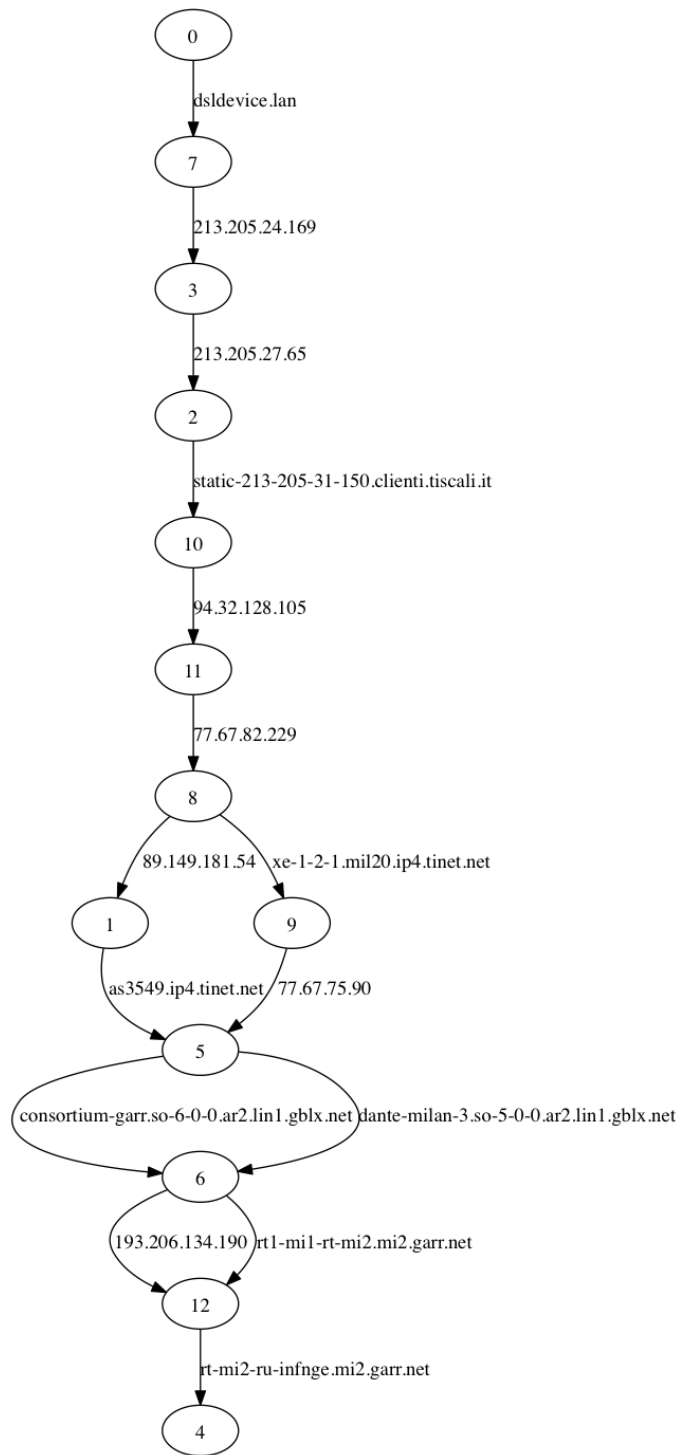 0
dsldevice.lan
7
213.205.24.169
3
213.205.27.65
2
static-213-205-31-150.clienti.tiscali.it
10
94.32.128.105
11
77.67.82.229
8
89.149.181.54
xe-1-2-1.mil20.ip4.tinet.net
1
9
as3549.ip4.tinet.net
77.67.75.90
5
consortium-garr.so-6-0-0.ar2.lin1.gblx.net
dante-milan-3.so-5-0-0.ar2.lin1.gblx.net
6
193.206.134.190
rt1-mi1-rt-mi2.mi2.garr.net
12
rt-mi2-ru-infnge.mi2.garr.net
4